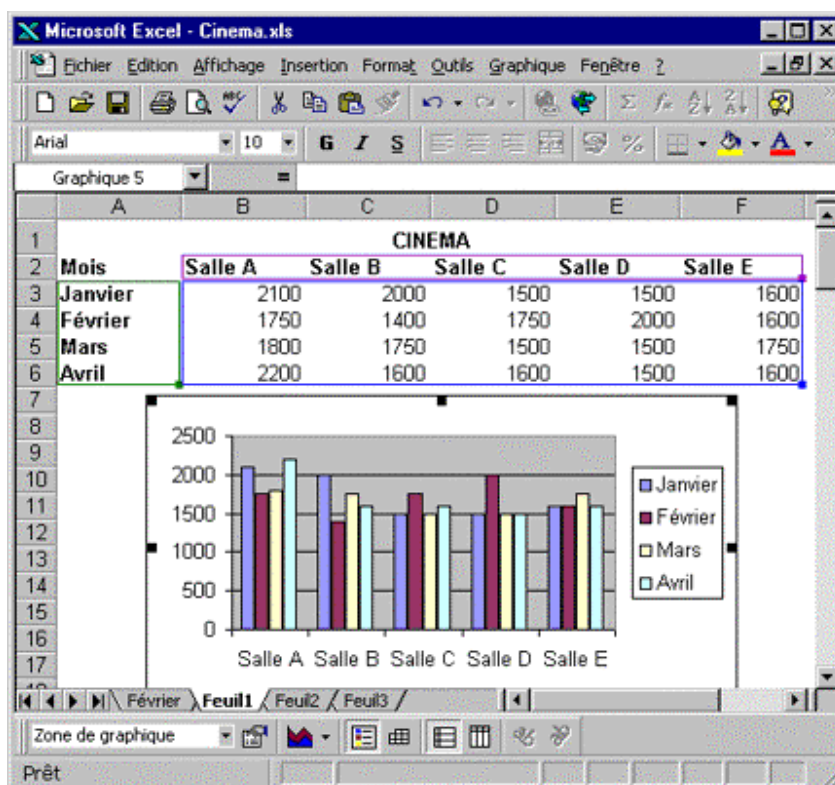 Microsoft Excel - Cinema.xls
Fichier Edition Affichage Insertion Format Outils Graphique Fenêtre ?
Arial 10 G I S
Graphique 5 =
A B C D E F
1 CINEMA
2 Mois Salle A Salle B Salle C Salle D Salle E
3 Janvier 2100 2000 1500 1500 1600
4 Février 1750 1400 1750 2000 1600
5 Mars 1800 1750 1500 1500 1750
6 Avril 2200 1600 1600 1500 1600
7
8
9
10
11
12
13
14
15
16
17
2500
2000
1500
1000
500
0
Salle A Salle B Salle C Salle D Salle E
Janvier
Février
Mars
Avril
Février Feuil1 Feuil2 Feuil3
Zone de graphique
Prêt